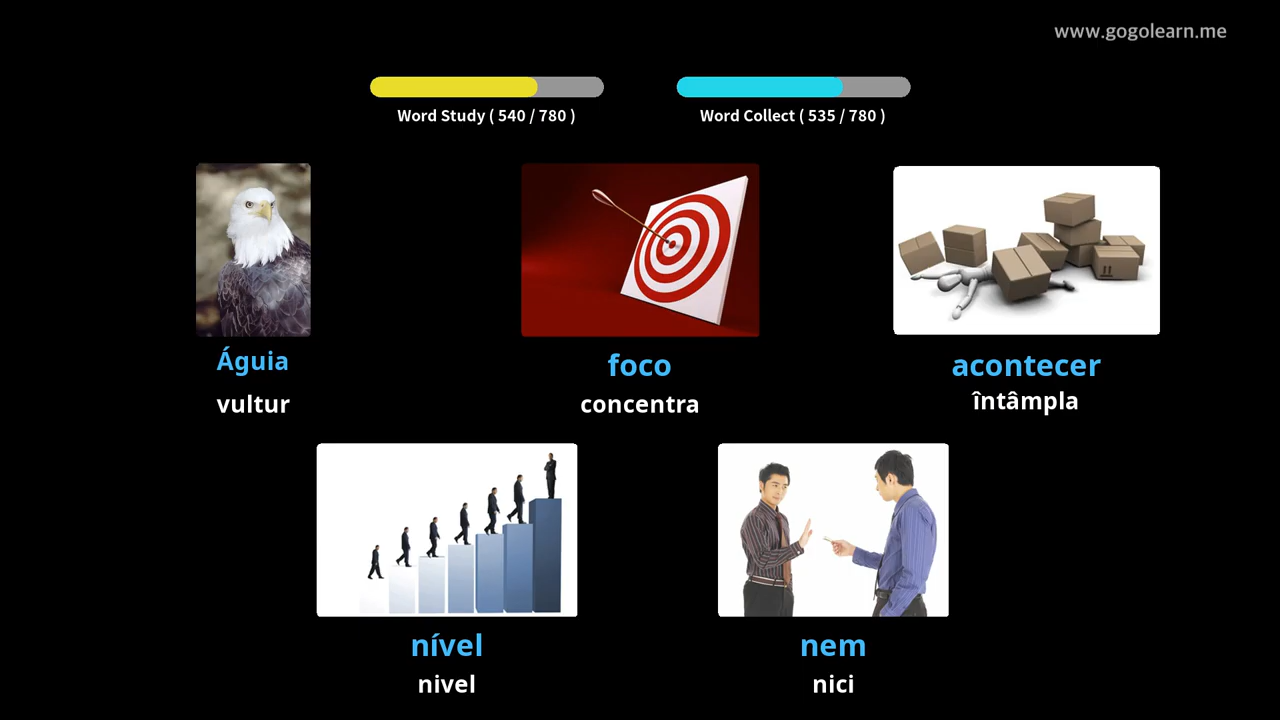 www.gogolearn.me
Word Study ( 540 / 780 )
Word Collect ( 535 / 780 )
Águia
vultur
foco
concentra
acontecer
întâmpla
nível
nivel
nem
nici